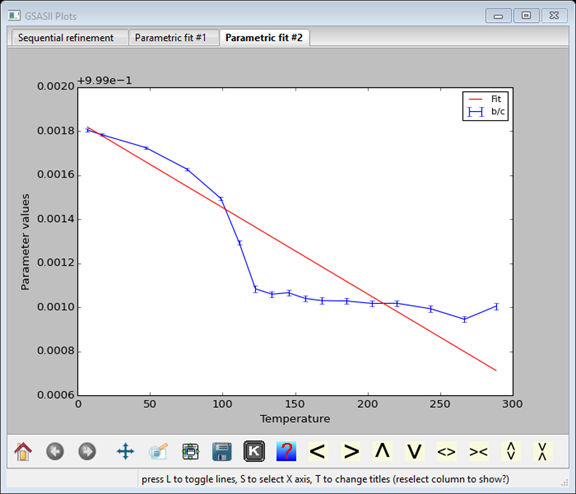 GSASII Plots
Sequential refinement Parametric fit #1 Parametric fit #2
+9.99e−1
0.0020
0.0018
0.0016
0.0014
0.0012
0.0010
0.0008
0.0006
Parameter values
Fit
b/c
0 50 100 150 200 250 300
Temperature
K ? < > Λ V <> ><
press L to toggle lines, S to select X axis, T to change titles (reselect column to show?)